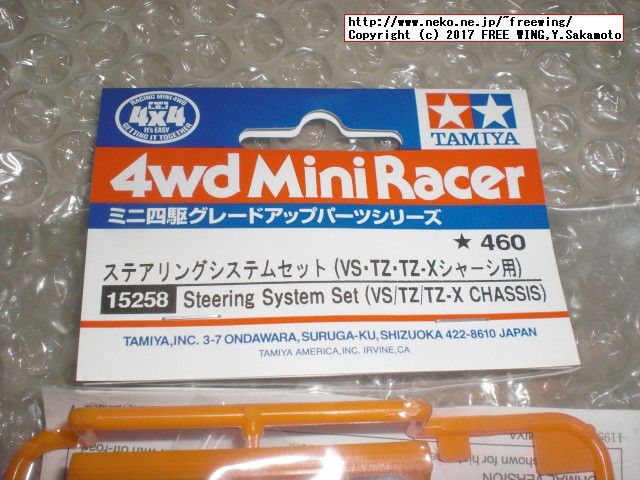 http://www.neko.ne.jp/~freewing/
Copyright (c) 2017 FREE WING,Y.Sakamoto
RACING MINI 4WD
4x4
It's EASY
GETTING IT TOGETHER
TAMIYA
4wd Mini Racer
ミニ四駆グレードアップパーツシリーズ
★ 460
ステアリングシステムセット (VS・TZ・TZ-Xシャーシ用)
15258 Steering System Set (VS/TZ/TZ-X CHASSIS)
TAMIYA,INC. 3-7 ONDAWARA, SURUGA-KU, SHIZUOKA 422-8610 JAPAN
TAMIYA AMERICA,INC. IRVINE,CA
shown for
VERSION